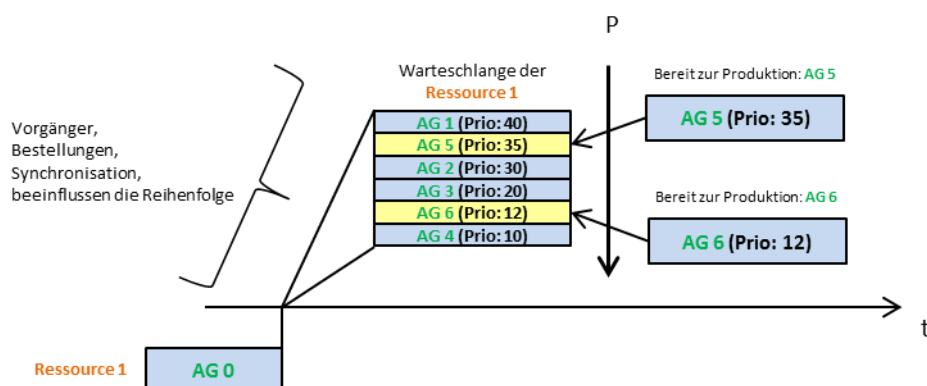 P
Warteschlange der
Ressource 1
Bereit zur Produktion: AG 5
AG 1 (Prio: 40)
AG 5 (Prio: 35)
AG 2 (Prio: 30)
AG 3 (Prio: 20)
AG 6 (Prio: 12)
AG 4 (Prio: 10)
AG 5 (Prio: 35)
Vorgänger,
Bestellungen,
Synchronisation,
beeinflussen die Reihenfolge
Bereit zur Produktion: AG 6
AG 6 (Prio: 12)
t
Ressource 1
AG 0